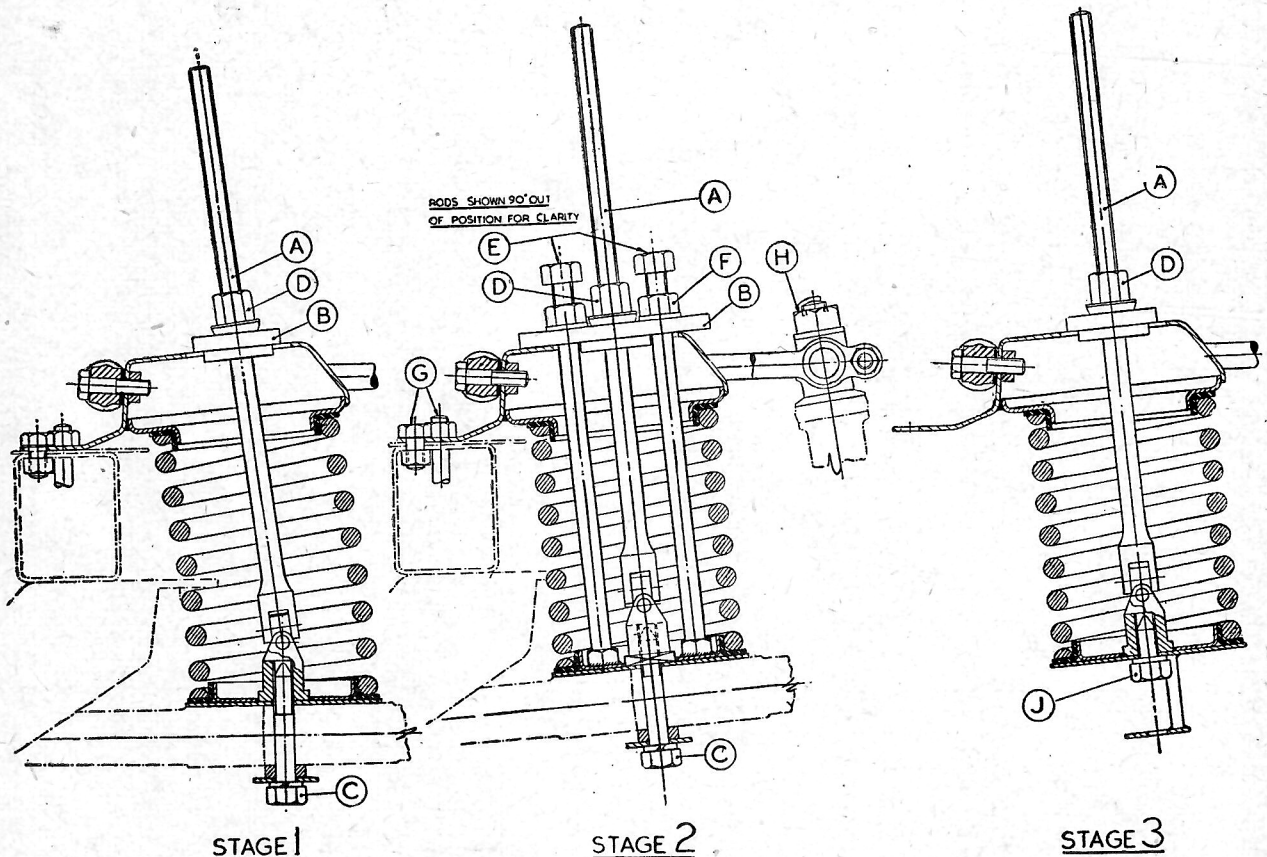 A
D
B
C
STAGE 1
RODS SHOWN 90° OUT
OF POSITION FOR CLARITY
A
E
D
F
B
H
G
C
STAGE 2
A
D
J
STAGE 3